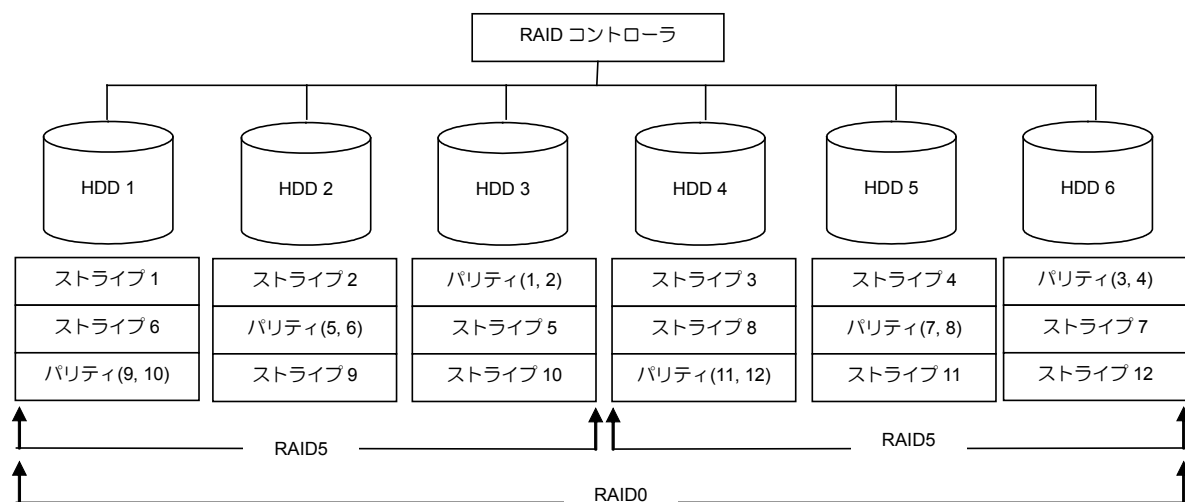 RAID コントローラ
HDD 1
HDD 2
HDD 3
HDD 4
HDD 5
HDD 6
ストライプ 1
ストライプ 2
パリティ(1, 2)
ストライプ 3
ストライプ 4
パリティ(3, 4)
ストライプ 6
パリティ(5, 6)
ストライプ 5
ストライプ 8
パリティ(7, 8)
ストライプ 7
パリティ(9, 10)
ストライプ 9
ストライプ 10
パリティ(11, 12)
ストライプ 11
ストライプ 12
RAID5
RAID5
RAID0